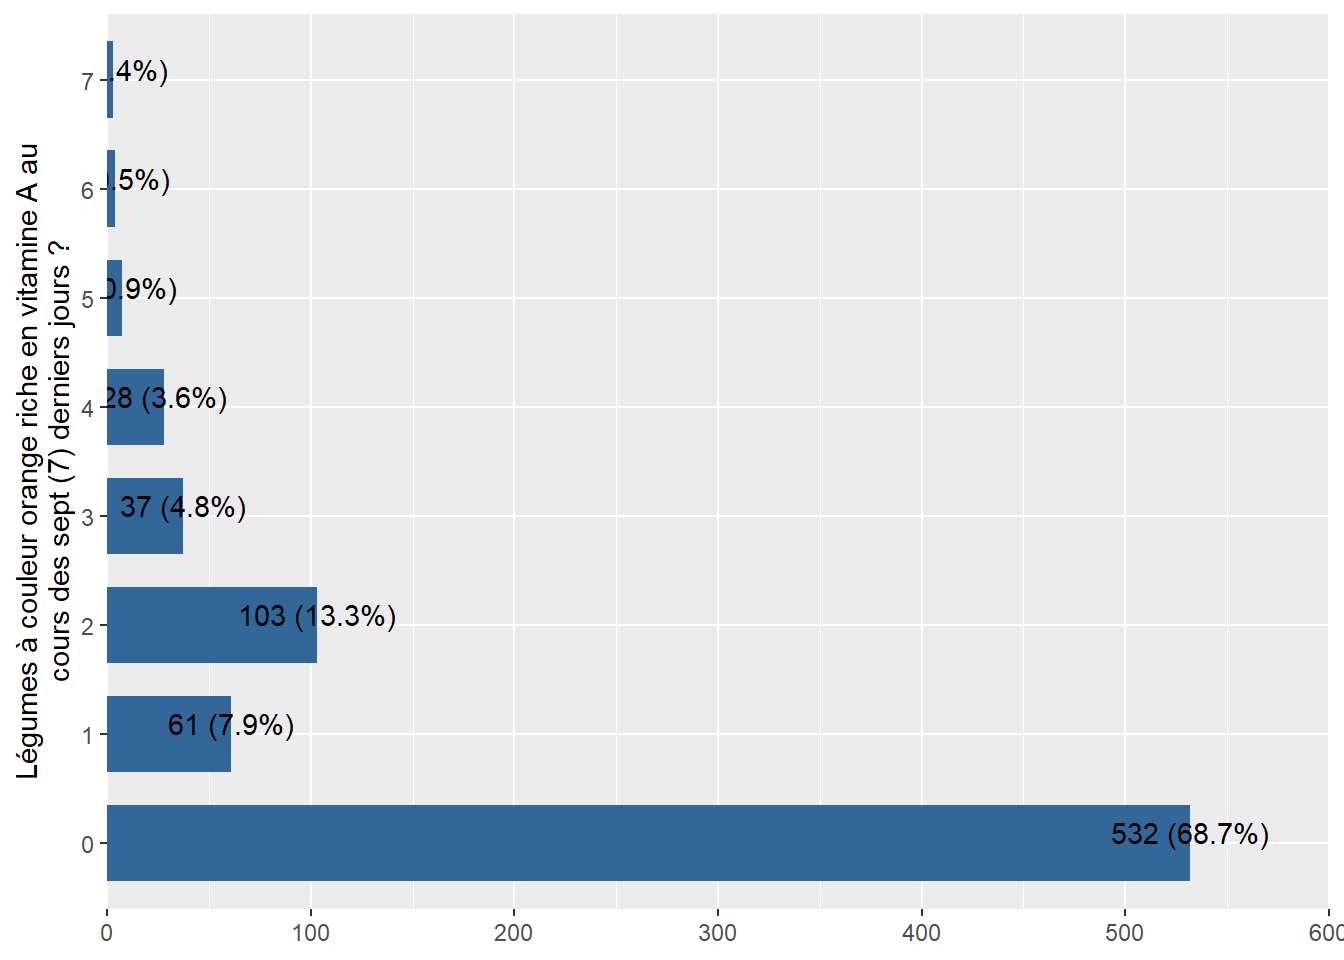 Légumes à couleur orange riche en vitamine A au
cours des sept (7) derniers jours ?
7 .4%)
6 .5%)
5 0.9%)
4 28 (3.6%)
3 37 (4.8%)
2 103 (13.3%)
1 61 (7.9%)
0 532 (68.7%)
0 100 200 300 400 500 600